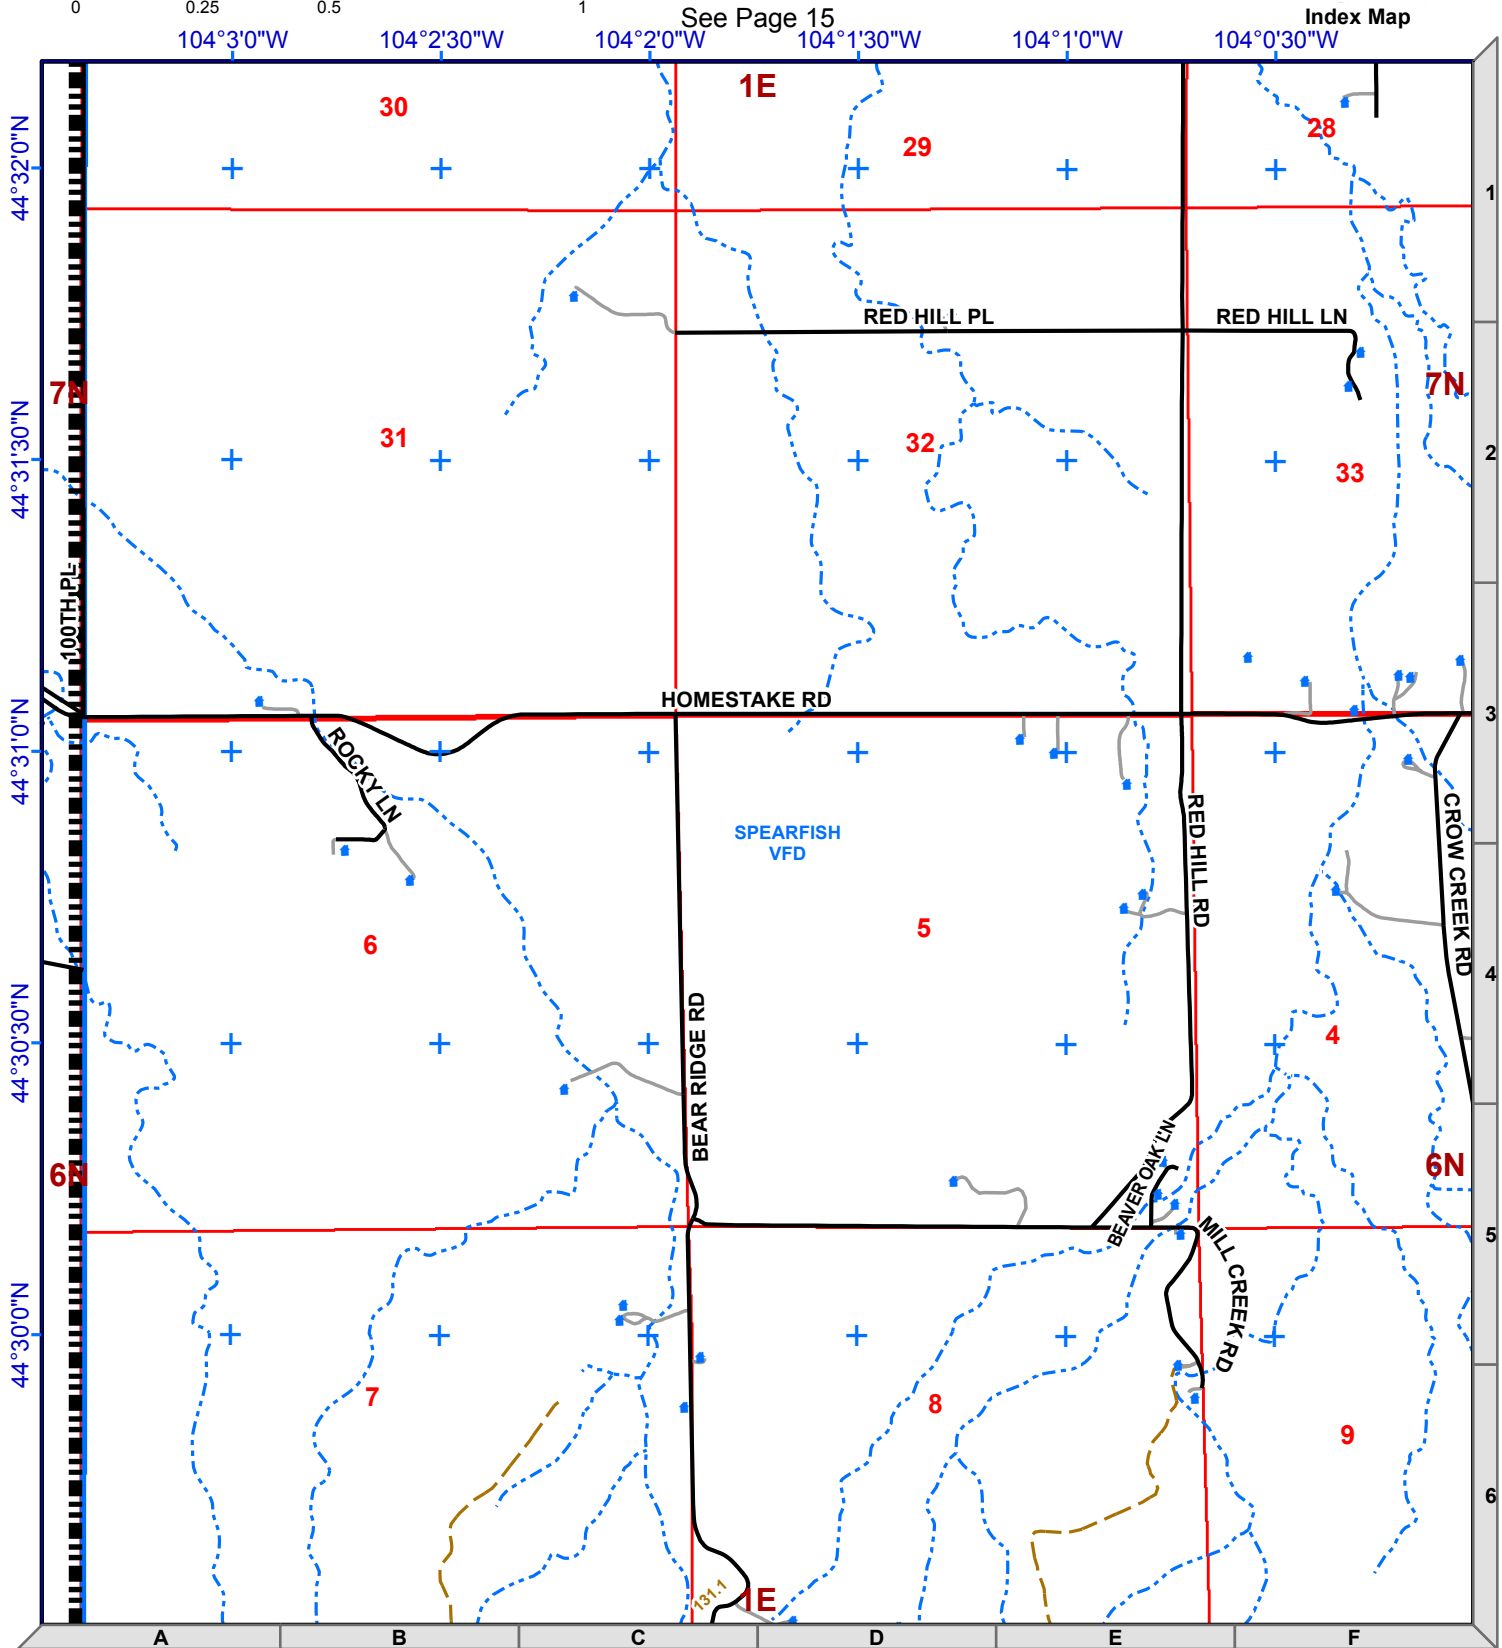 0 0.25 0.5 1
See Page 15
Index Map
104°3'0"W 104°2'30"W 104°2'0"W 104°1'30"W 104°1'0"W 104°0'30"W
1E
30
29
28
44°32'0"N
1
RED HILL PL
RED HILL LN
7N
7N
31
32
33
44°31'30"N
2
100TH PL
HOMESTAKE RD
3
44°31'0"N
ROCKY LN
SPEARFISH
VFD
RED HILL RD
CROW CREEK RD
6
5
4
4
44°30'30"N
BEAR RIDGE RD
BEAVER OAK LN
6N
6N
MILL CREEK RD
5
44°30'0"N
7
8
9
6
131.1
1E
A B C D E F